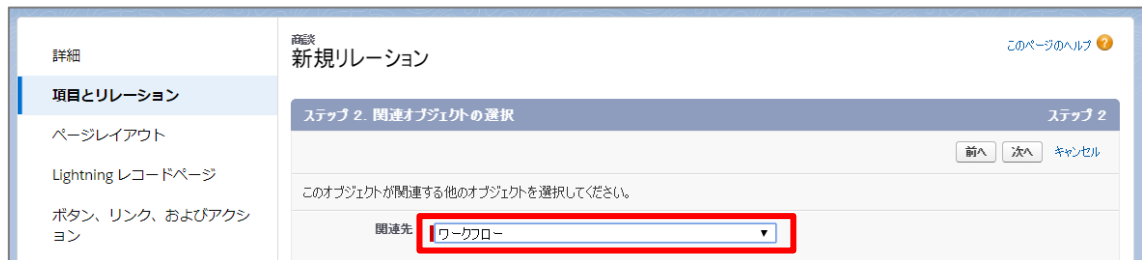 詳細
項目とリレーション
ページレイアウト
Lightning レコードページ
ボタン、リンク、およびアクシ
ョン
商談
新規リレーション
このページのヘルプ ?
ステップ 2. 関連オブジェクトの選択 ステップ 2
前へ 次へ キャンセル
このオブジェクトが関連する他のオブジェクトを選択してください。
関連先 ワークフロー